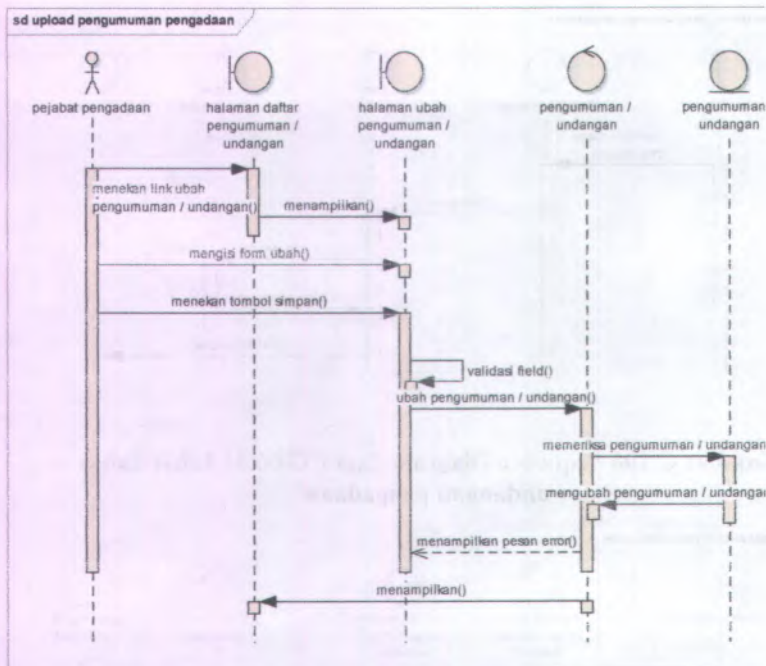 sd upload pengumuman pengadaan
pejabat pengadaan
halaman daftar
pengumuman /
undangan
halaman ubah
pengumuman /
undangan
pengumuman /
undangan
pengumuman
undangan
menekan link ubah
pengumuman / undangan()
menampilkan()
mengisi form ubah()
menekan tombol simpan()
validasi field()
ubah pengumuman / undangan()
memeriksa pengumuman / undangan
mengubah pengumuman / undangan
menampilkan pesan error()
menampilkan()